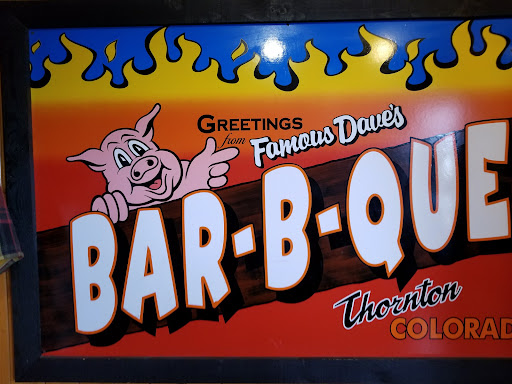 GREETINGS
from Famous Dave's
BAR-B-QUE
Thornton
COLORAD